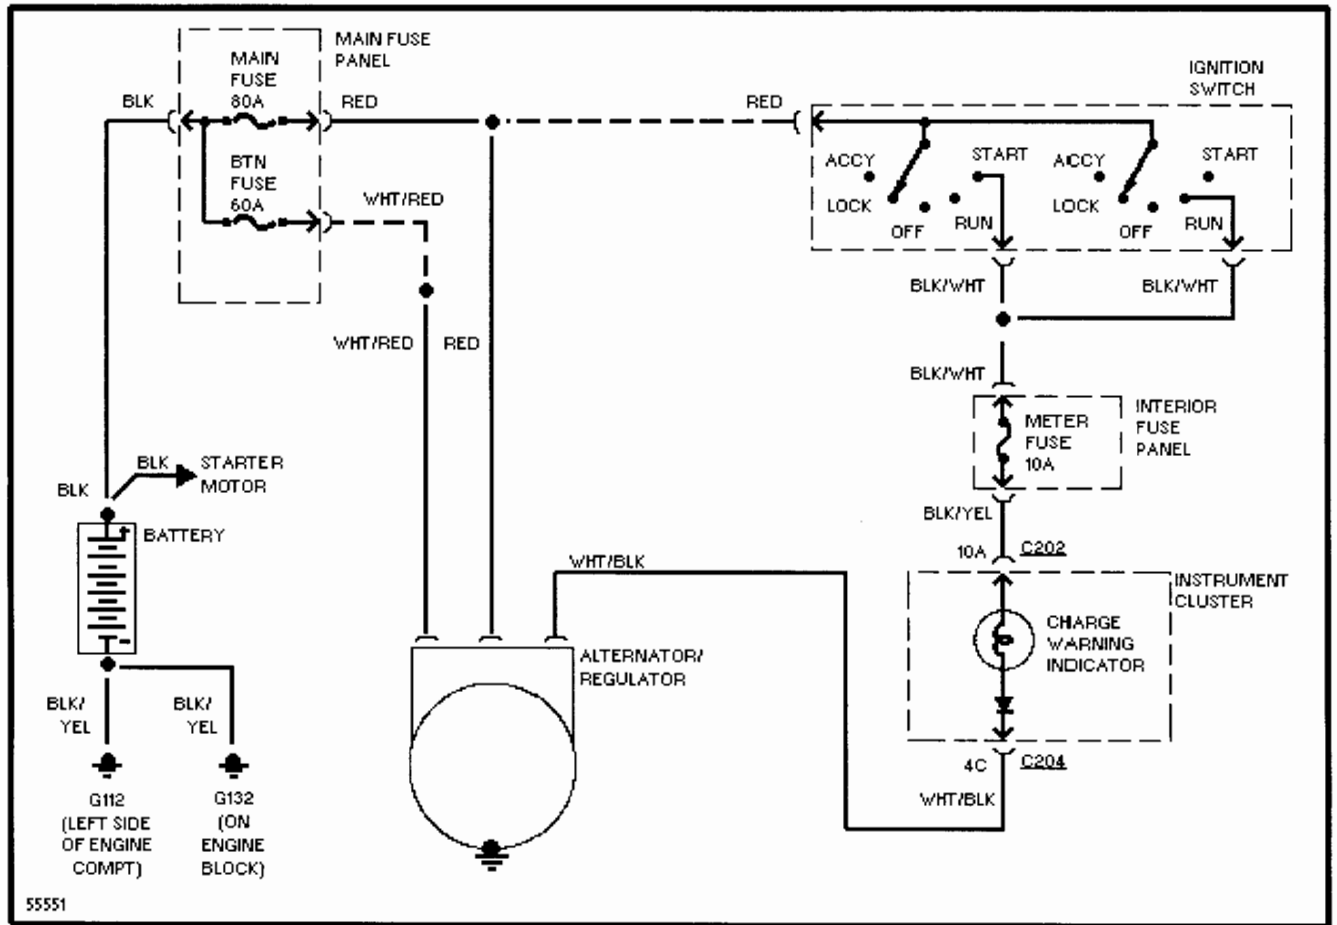 MAIN FUSE
PANEL
MAIN
FUSE
80A
BLK
RED
RED
IGNITION
SWITCH
BTN
FUSE
60A
WHT/RED
ACCY
START
LOCK
OFF
RUN
ACCY
START
LOCK
OFF
RUN
BLK/WHT
BLK/WHT
WHT/RED
RED
BLK/WHT
METER
FUSE
10A
INTERIOR
FUSE
PANEL
BLK
STARTER
MOTOR
BLK
BATTERY
+
-
BLK/YEL
10A
C202
WHT/BLK
INSTRUMENT
CLUSTER
CHARGE
WARNING
INDICATOR
ALTERNATOR/
REGULATOR
BLK/
YEL
BLK/
YEL
4C
C204
WHT/BLK
G112
(LEFT SIDE
OF ENGINE
COMPT)
G132
(ON
ENGINE
BLOCK)
55551